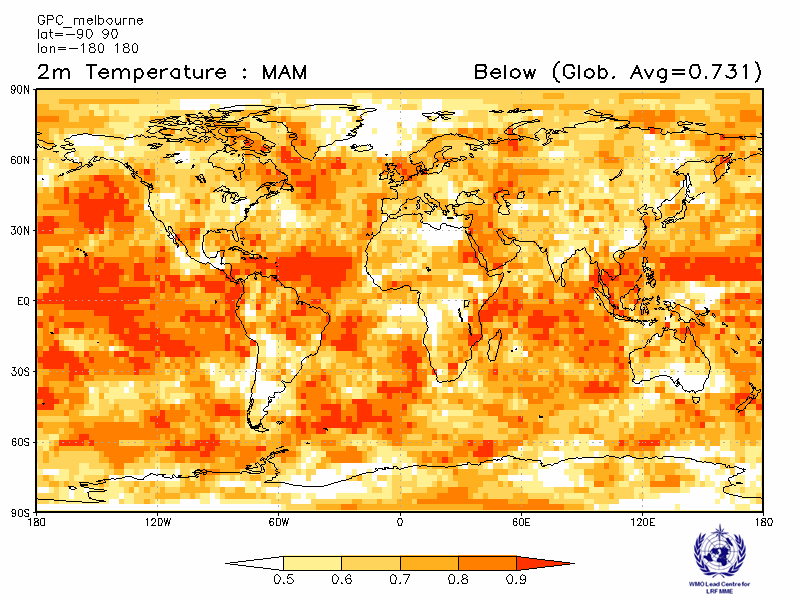 GPC_melbourne
lat=-90 90
lon=-180 180
2m Temperature : MAM
Below (Glob. Avg=0.731)
90N
60N
30N
EQ
30S
60S
90S
180 120W 60W 0 60E 120E 180
0.5 0.6 0.7 0.8 0.9
WMO Lead Centre for
LRF MME